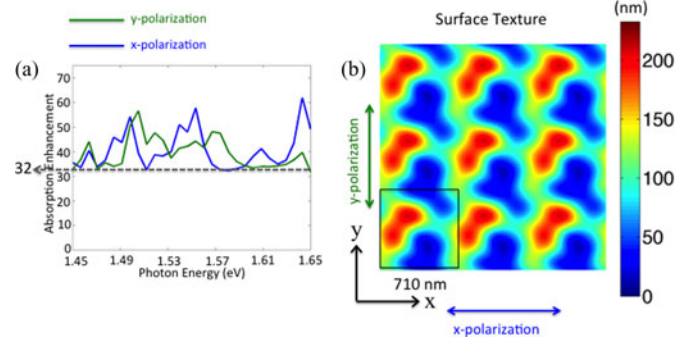 y-polarization
x-polarization
(a)
Absorption Enhancement
70
60
50
40
32
30
20
10
0
1.45
1.49
1.53
1.57
1.61
1.65
Photon Energy (eV)
(b)
Surface Texture
(nm)
y-polarization
y
x
710 nm
x-polarization
200
150
100
50
0